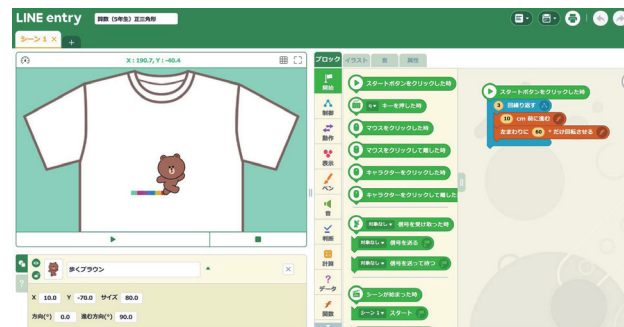 LINE entry
算数（5年生）正三角形
シーン 1 ×
+
X : 190.7, Y : -40.4
ブロック
イラスト
音
属性
開始
制御
動作
表示
ペン
音
判断
計算
データ
関数
スタートボタンをクリックした時
q キーを押した時
マウスをクリックした時
マウスをクリックして離した時
キャラクターをクリックした時
キャラクターをクリックして離した
対象なし 信号を受け取った時
対象なし 信号を送る
対象なし 信号を送って待つ
シーンが始まった時
シーン 1 スタート
スタートボタンをクリックした時
3 回繰り返す
10 cm 前に進む
たまわりに 60 ° だけ回転させる
歩くブラウン
X 10.0 Y -70.0 サイズ 80.0
方向(°) 0.0 進む方向(°) 90.0